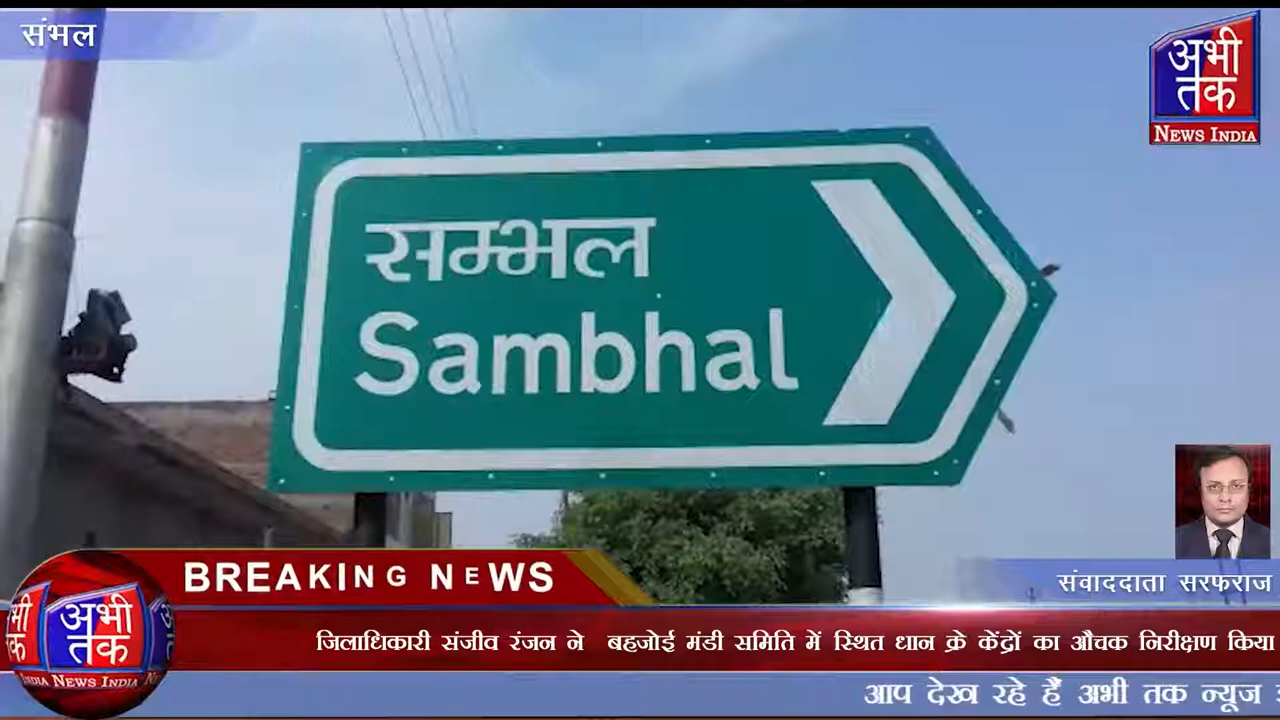 संभल
अभी
तक
NEWS INDIA
सम्भल
Sambhal
संवाददाता सरफराज
BREAKING NEWS
अभी
तक
INDIA NEWS INDIA NEWS
जिलाधिकारी संजीव रंजन ने बहजोई मंडी समिति में स्थित धान क्रे केंद्रों का औचक निरीक्षण किया
आप देख रहे हैं अभी तक न्यूज